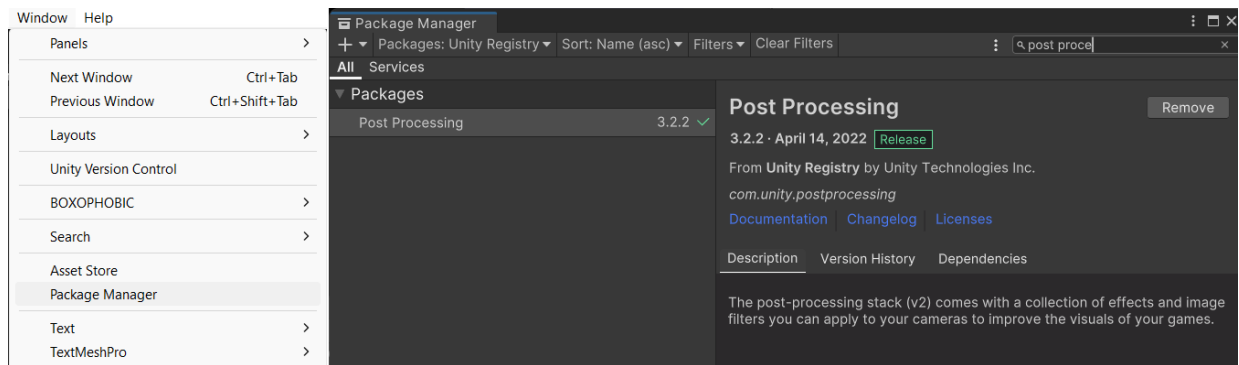 Window Help
Panels
Next Window Ctrl+Tab
Previous Window Ctrl+Shift+Tab
Layouts
Unity Version Control
BOXOPHOBIC
Search
Asset Store
Package Manager
Text
TextMeshPro
Package Manager
Packages: Unity Registry Sort: Name (asc) Filters Clear Filters post proce
All Services
Packages
Post Processing 3.2.2
Post Processing Remove
3.2.2 · April 14, 2022 Release
From Unity Registry by Unity Technologies Inc.
com.unity.postprocessing
Documentation Changelog Licenses
Description Version History Dependencies
The post-processing stack (v2) comes with a collection of effects and image
filters you can apply to your cameras to improve the visuals of your games.